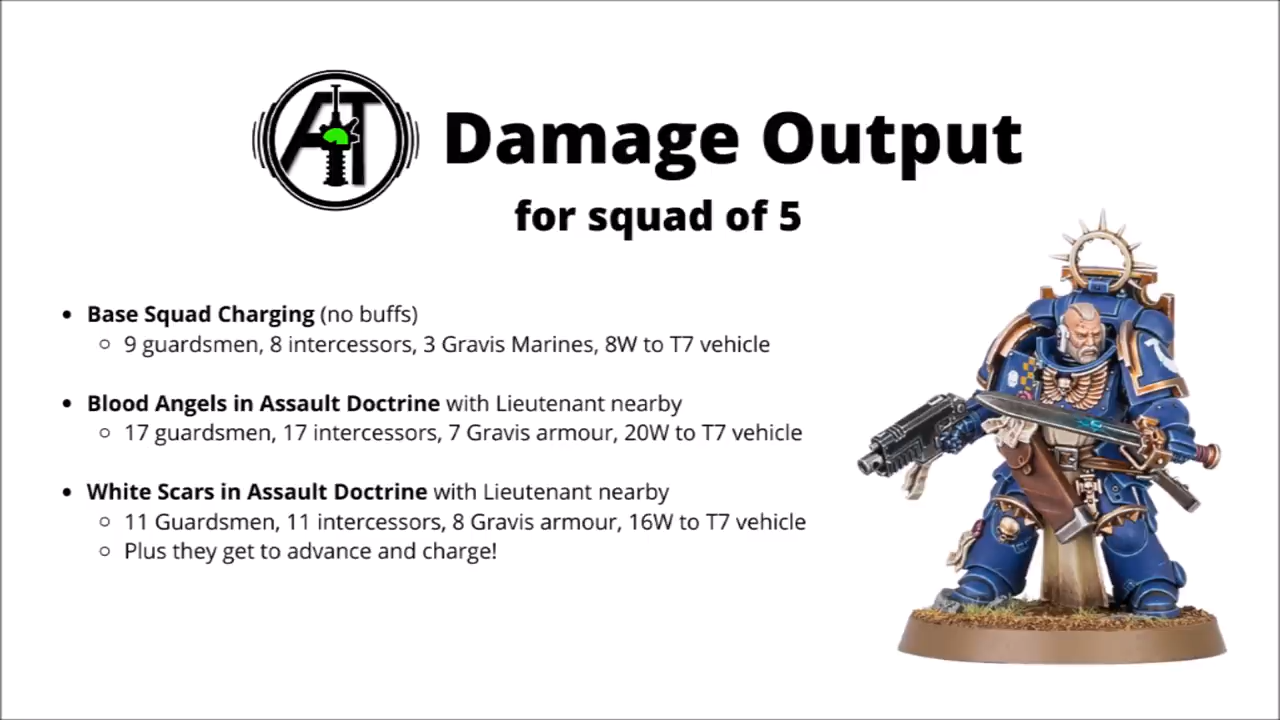 AT
Damage Output
for squad of 5
• Base Squad Charging (no buffs)
○ 9 guardsmen, 8 intercessors, 3 Gravis Marines, 8W to T7 vehicle
• Blood Angels in Assault Doctrine with Lieutenant nearby
○ 17 guardsmen, 17 intercessors, 7 Gravis armour, 20W to T7 vehicle
• White Scars in Assault Doctrine with Lieutenant nearby
○ 11 Guardsmen, 11 intercessors, 8 Gravis armour, 16W to T7 vehicle
○ Plus they get to advance and charge!